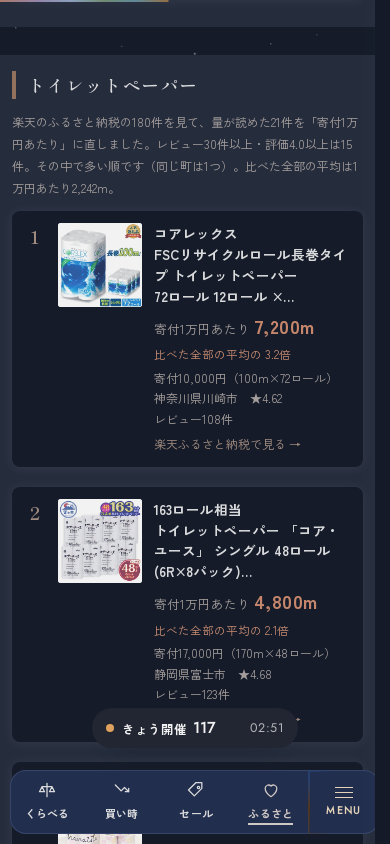 トイレットペーパー
楽天のふるさと納税の180件を見て、量が読めた21件を「寄付1万
円あたり」に直しました。レビュー30件以上・評価4.0以上は15
件。その中で多い順です（同じ町は1つ）。比べた全部の平均は1
万円あたり2,242m。
1
長巻100m
コアレックス
FSCリサイクルロール長巻タイ
プ トイレットペーパー
72ロール 12ロール ×…
寄付1万円あたり 7,200m
比べた全部の平均の 3.2倍
寄付10,000円（100m×72ロール）
神奈川県川崎市 ★4.62
レビュー108件
楽天ふるさと納税で見る →
2
163
48
163ロール相当
トイレットペーパー 「コア・
ユース」 シングル 48ロール
(6R×8パック)…
寄付1万円あたり 4,800m
比べた全部の平均の 2.1倍
寄付17,000円（170m×48ロール）
静岡県富士市 ★4.68
レビュー123件
きょう開催 117 02:51
くらべる 買い時 セール ふるさと MENU